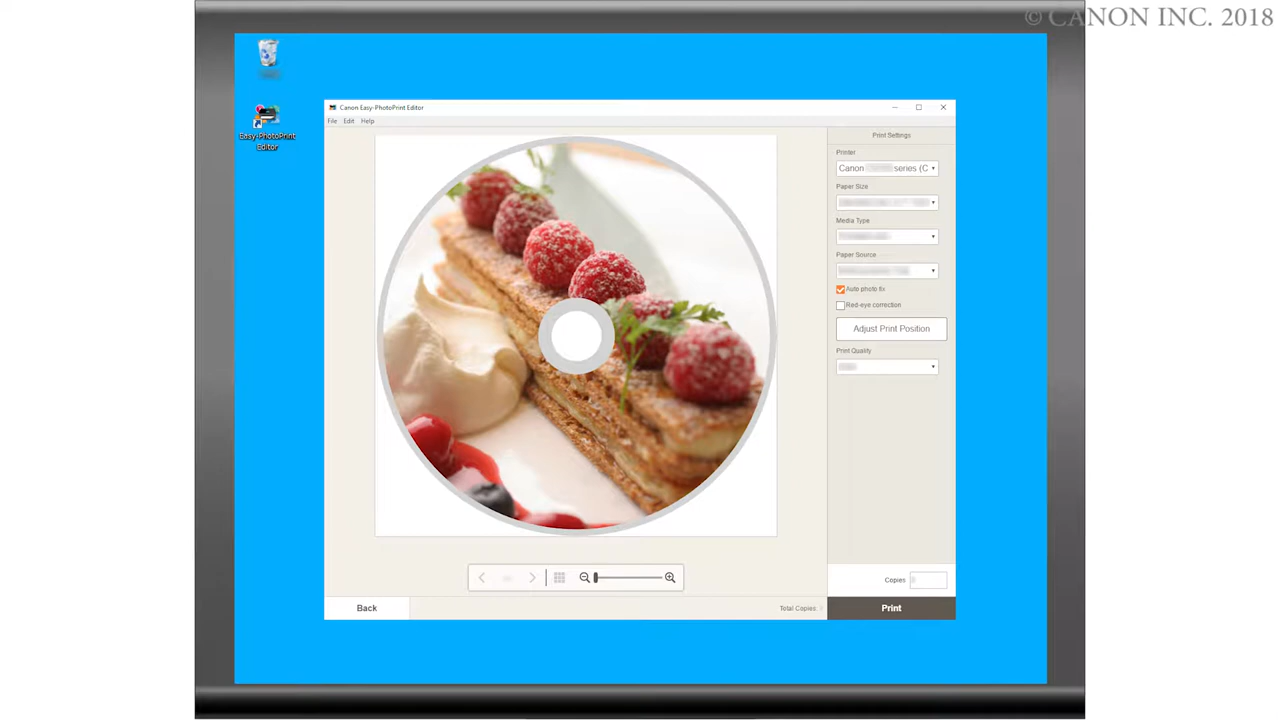 © CANON INC. 2018
Easy-PhotoPrint
Editor
Canon Easy-PhotoPrint Editor
File Edit Help
Print Settings
Printer
Canon series (C
Paper Size
Media Type
Paper Source
Auto photo fix
Red-eye correction
Adjust Print Position
Print Quality
Copies
Back
Total Copies:
Print